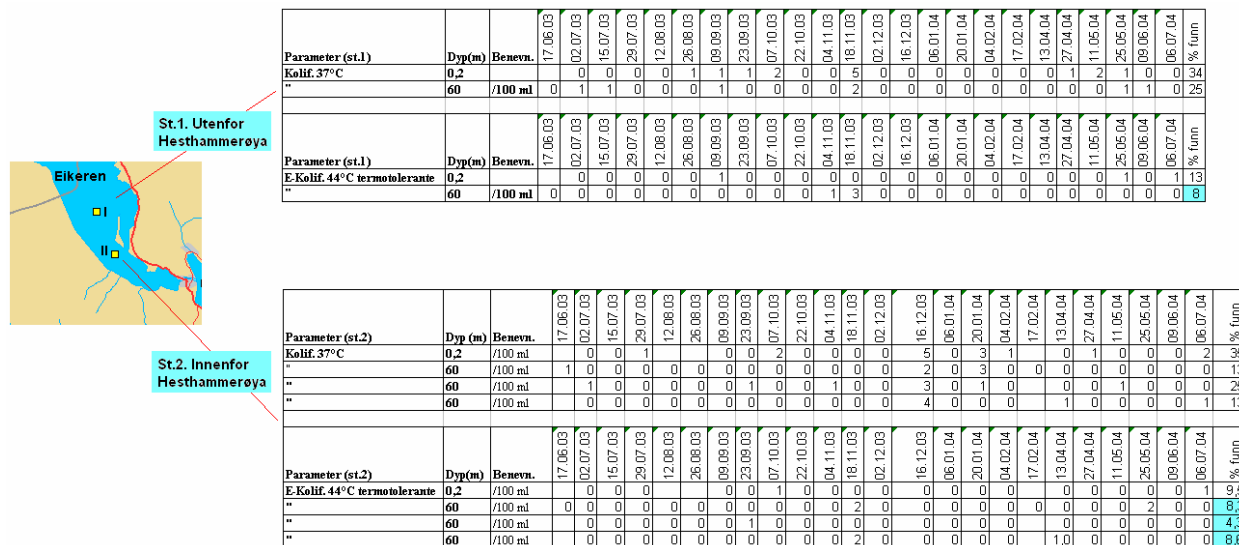 Parameter (st.1) Dyp(m) Benevn. 17.06.03 02.07.03 15.07.03 29.07.03 12.08.03 26.08.03 09.09.03 23.09.03 07.10.03 22.10.03 04.11.03 18.11.03 02.12.03 16.12.03 06.01.04 20.01.04 04.02.04 17.02.04 13.04.04 27.04.04 11.05.04 25.05.04 09.06.04 06.07.04 % funn
Kolif. 37°C 0,2 0 0 0 0 1 1 1 2 0 0 5 0 0 0 0 0 0 0 1 2 1 0 0 34
" 60 /100 ml 0 1 1 0 0 0 1 0 0 0 0 2 0 0 0 0 0 0 0 0 0 1 1 0 25
Parameter (st.1) Dyp(m) Benevn. 17.06.03 02.07.03 15.07.03 29.07.03 12.08.03 26.08.03 09.09.03 23.09.03 07.10.03 22.10.03 04.11.03 18.11.03 02.12.03 16.12.03 06.01.04 20.01.04 04.02.04 17.02.04 13.04.04 27.04.04 11.05.04 25.05.04 09.06.04 06.07.04 % funn
E-Kolif. 44°C termotolerante 0,2 0 0 0 0 0 1 0 0 0 0 0 0 0 0 0 0 0 0 0 0 1 0 1 13
" 60 /100 ml 0 0 0 0 0 0 0 0 0 0 1 3 0 0 0 0 0 0 0 0 0 0 0 0 8
St.1. Utenfor
Hesthammerøya
Eikeren
I
II
St.2. Innenfor
Hesthammerøya
Parameter (st.2) Dyp (m) Benevn. 17.06.03 02.07.03 15.07.03 29.07.03 12.08.03 26.08.03 09.09.03 23.09.03 07.10.03 22.10.03 04.11.03 18.11.03 02.12.03 16.12.03 06.01.04 20.01.04 04.02.04 17.02.04 13.04.04 27.04.04 11.05.04 25.05.04 09.06.04 06.07.04 % funn
Kolif. 37°C 0,2 /100 ml 0 0 1 0 0 2 0 0 0 0 5 0 3 1 0 1 0 0 0 2
" 60 /100 ml 1 0 0 0 0 0 0 0 0 0 0 0 0 2 0 3 0 0 0 0 0 0 0 0
" 60 /100 ml 1 0 0 0 0 0 1 0 0 1 0 0 3 0 1 0 0 0 1 0 0 0
" 60 /100 ml 0 0 0 0 0 0 0 0 0 0 0 0 4 0 0 0 1 0 0 0 0 1
Parameter (st.2) Dyp(m) Benevn. 17.06.03 02.07.03 15.07.03 29.07.03 12.08.03 26.08.03 09.09.03 23.09.03 07.10.03 22.10.03 04.11.03 18.11.03 02.12.03 16.12.03 06.01.04 20.01.04 04.02.04 17.02.04 13.04.04 27.04.04 11.05.04 25.05.04 09.06.04 06.07.04 % funn
E-Kolif. 44°C termotolerante 0,2 /100 ml 0 0 0 0 0 1 0 0 0 0 0 0 0 0 0 0 0 0 0 1
" 60 /100 ml 0 0 0 0 0 0 0 0 0 0 0 2 0 0 0 0 0 0 0 0 0 2 0 0
" 60 /100 ml 0 0 0 0 0 0 1 0 0 0 0 0 0 0 0 0 0 0 0 0 0 0
" 60 /100 ml 0 0 0 0 0 0 0 0 0 0 2 0 0 0 0 0 1,0 0 0 0 0 0